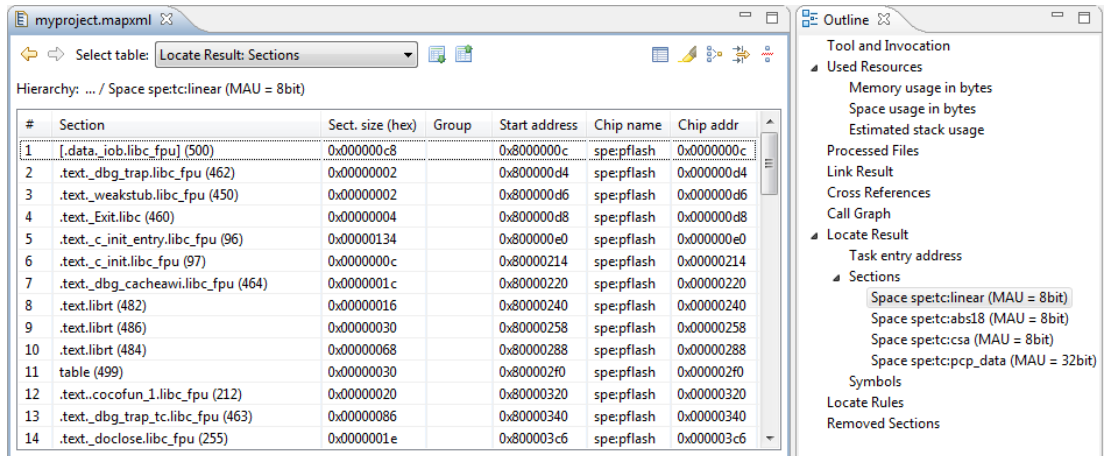 myproject.mapxml
Select table: Locate Result: Sections
Hierarchy: ... / Space spe:tc:linear (MAU = 8bit)
# Section Sect. size (hex) Group Start address Chip name Chip addr
1 [.data._iob.libc_fpu] (500) 0x000000c8 0x8000000c spe:pflash 0x0000000c
2 .text._dbg_trap.libc_fpu (462) 0x00000002 0x800000d4 spe:pflash 0x000000d4
3 .text._weakstub.libc_fpu (450) 0x00000002 0x800000d6 spe:pflash 0x000000d6
4 .text._Exit.libc (460) 0x00000004 0x800000d8 spe:pflash 0x000000d8
5 .text._c_init_entry.libc_fpu (96) 0x00000134 0x800000e0 spe:pflash 0x000000e0
6 .text._c_init.libc_fpu (97) 0x0000000c 0x80000214 spe:pflash 0x00000214
7 .text._dbg_cacheawi.libc_fpu (464) 0x0000001c 0x80000220 spe:pflash 0x00000220
8 .text.librt (482) 0x00000016 0x80000240 spe:pflash 0x00000240
9 .text.librt (486) 0x00000030 0x80000258 spe:pflash 0x00000258
10 .text.librt (484) 0x00000068 0x80000288 spe:pflash 0x00000288
11 table (499) 0x00000030 0x800002f0 spe:pflash 0x000002f0
12 .text..cocofun_1.libc_fpu (212) 0x00000020 0x80000320 spe:pflash 0x00000320
13 .text._dbg_trap_tc.libc_fpu (463) 0x00000086 0x80000340 spe:pflash 0x00000340
14 .text._doclose.libc_fpu (255) 0x0000001e 0x800003c6 spe:pflash 0x000003c6
Outline
Tool and Invocation
Used Resources
Memory usage in bytes
Space usage in bytes
Estimated stack usage
Processed Files
Link Result
Cross References
Call Graph
Locate Result
Task entry address
Sections
Space spe:tc:linear (MAU = 8bit)
Space spe:tc:abs18 (MAU = 8bit)
Space spe:tc:csa (MAU = 8bit)
Space spe:tc:pcp_data (MAU = 32bit)
Symbols
Locate Rules
Removed Sections